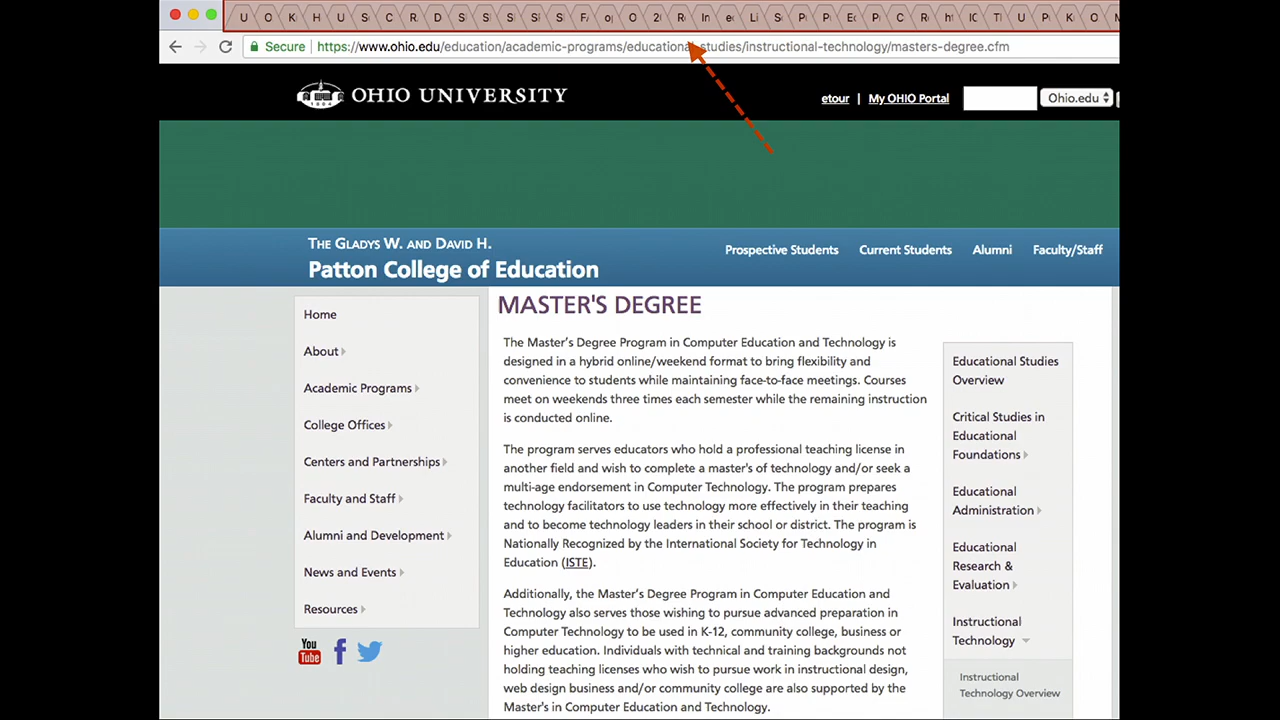 U O K H U S C R D S S S S S F O 2 R In e Li S P P E P C R h I T U P K O M
Secure https://www.ohio.edu/education/academic-programs/educational-studies/instructional-technology/masters-degree.cfm
1804 OHIO UNIVERSITY
etour | My OHIO Portal Ohio.edu
THE GLADYS W. AND DAVID H.
Patton College of Education
Prospective Students Current Students Alumni Faculty/Staff
Home
About
Academic Programs
College Offices
Centers and Partnerships
Faculty and Staff
Alumni and Development
News and Events
Resources
You
Tube
MASTER'S DEGREE
The Master's Degree Program in Computer Education and Technology is
designed in a hybrid online/weekend format to bring flexibility and
convenience to students while maintaining face-to-face meetings. Courses
meet on weekends three times each semester while the remaining instruction
is conducted online.
The program serves educators who hold a professional teaching license in
another field and wish to complete a master's of technology and/or seek a
multi-age endorsement in Computer Technology. The program prepares
technology facilitators to use technology more effectively in their teaching
and to become technology leaders in their school or district. The program is
Nationally Recognized by the International Society for Technology in
Education (ISTE).
Additionally, the Master's Degree Program in Computer Education and
Technology also serves those wishing to pursue advanced preparation in
Computer Technology to be used in K-12, community college, business or
higher education. Individuals with technical and training backgrounds not
holding teaching licenses who wish to pursue work in instructional design,
web design business and/or community college are also supported by the
Master's in Computer Education and Technology.
Educational Studies
Overview
Critical Studies in
Educational
Foundations
Educational
Administration
Educational
Research &
Evaluation
Instructional
Technology
Instructional
Technology Overview